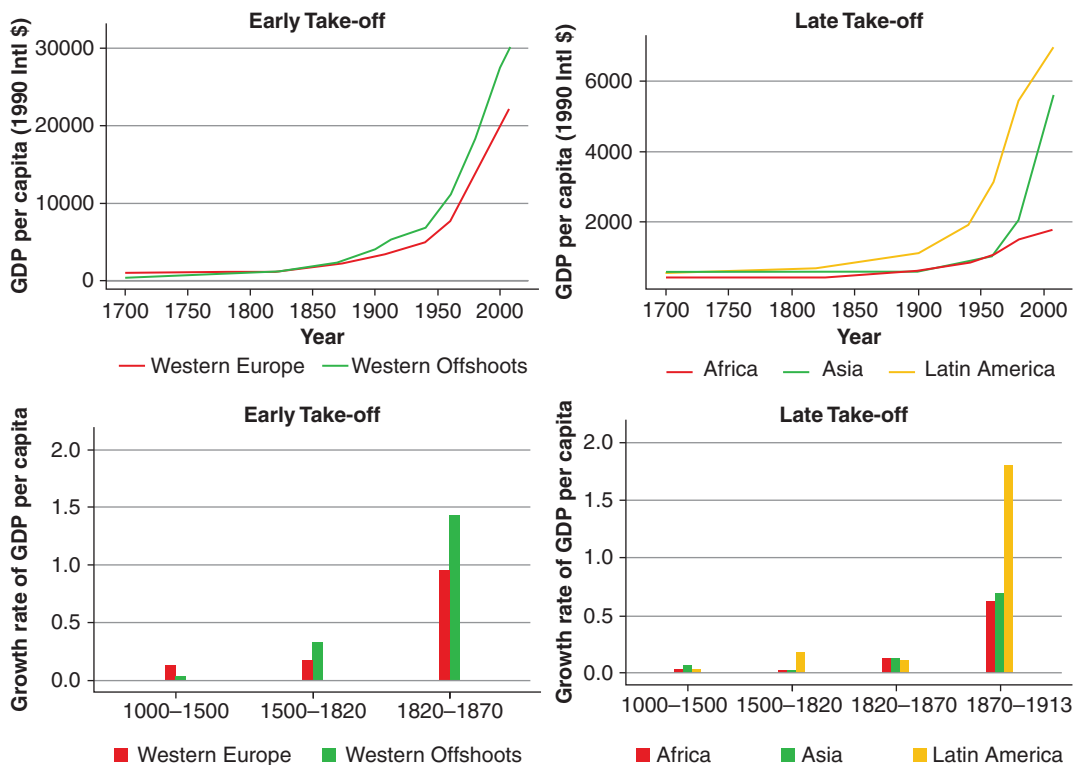 Early Take-off
GDP per capita (1990 Intl $)
30000
20000
10000
0
1700 1750 1800 1850 1900 1950 2000
Year
Western Europe Western Offshoots
Late Take-off
GDP per capita (1990 Intl $)
6000
4000
2000
1700 1750 1800 1850 1900 1950 2000
Year
Africa Asia Latin America
Early Take-off
Growth rate of GDP per capita
2.0
1.5
1.0
0.5
0.0
1000–1500 1500–1820 1820–1870
Western Europe Western Offshoots
Late Take-off
Growth rate of GDP per capita
2.0
1.5
1.0
0.5
0.0
1000–1500 1500–1820 1820–1870 1870–1913
Africa Asia Latin America